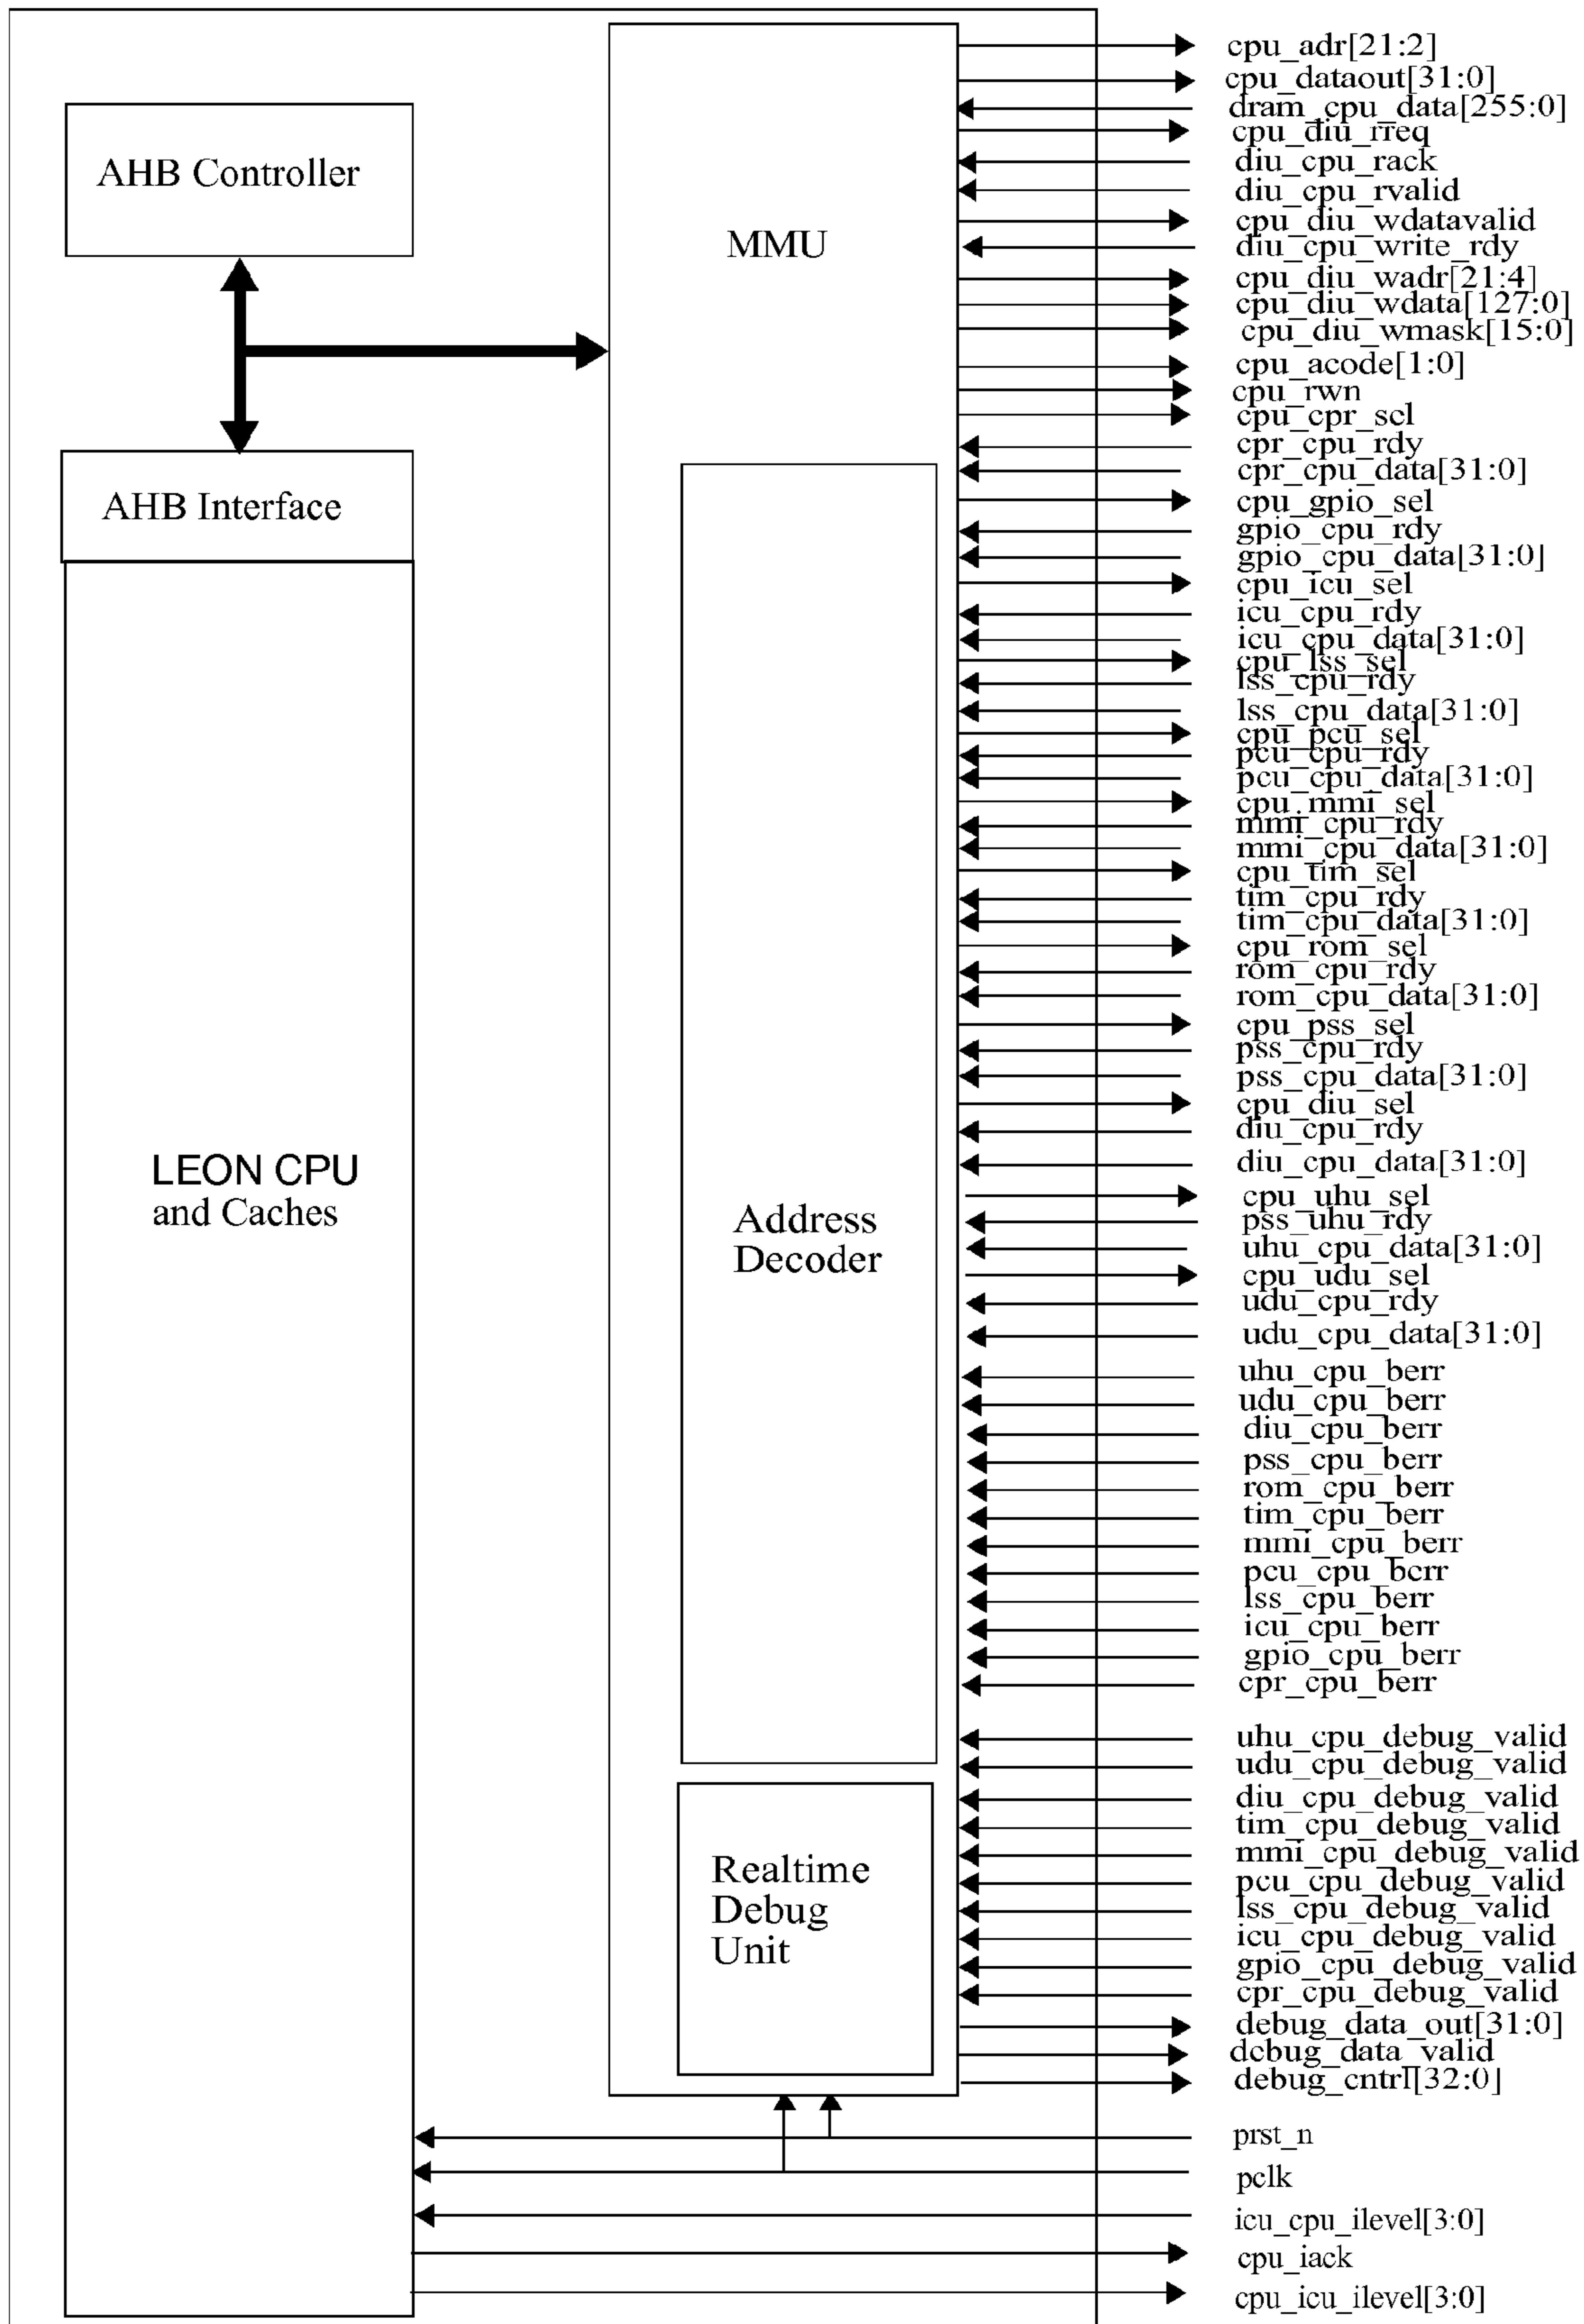 AHB Controller
MMU
AHB Interface
LEON CPU
and Caches
Address
Decoder
Realtime
Debug
Unit
cpu_adr[21:2]
cpu_dataout[31:0]
dram_cpu_data[255:0]
cpu_diu_rreq
diu_cpu_rack
diu_cpu_rvalid
cpu_diu_wdatavalid
diu_cpu_write_rdy
cpu_diu_wadr[21:4]
cpu_diu_wdata[127:0]
cpu_diu_wmask[15:0]
cpu_acode[1:0]
cpu_rwn
cpu_cpr_sel
cpr_cpu_rdy
cpr_cpu_data[31:0]
cpu_gpio_sel
gpio_cpu_rdy
gpio_cpu_data[31:0]
cpu_icu_sel
icu_cpu_rdy
icu_cpu_data[31:0]
cpu_lss_sel
lss_cpu_rdy
lss_cpu_data[31:0]
cpu_pcu_sel
pcu_cpu_rdy
pcu_cpu_data[31:0]
cpu_mmi_sel
mmi_cpu_rdy
mmi_cpu_data[31:0]
cpu_tim_sel
tim_cpu_rdy
tim_cpu_data[31:0]
cpu_rom_sel
rom_cpu_rdy
rom_cpu_data[31:0]
cpu_pss_sel
pss_cpu_rdy
pss_cpu_data[31:0]
cpu_diu_sel
diu_cpu_rdy
diu_cpu_data[31:0]
cpu_uhu_sel
pss_uhu_rdy
uhu_cpu_data[31:0]
cpu_udu_sel
udu_cpu_rdy
udu_cpu_data[31:0]
uhu_cpu_berr
udu_cpu_berr
diu_cpu_berr
pss_cpu_berr
rom_cpu_berr
tim_cpu_berr
mmi_cpu_berr
pcu_cpu_berr
lss_cpu_berr
icu_cpu_berr
gpio_cpu_berr
cpr_cpu_berr
uhu_cpu_debug_valid
udu_cpu_debug_valid
diu_cpu_debug_valid
tim_cpu_debug_valid
mmi_cpu_debug_valid
pcu_cpu_debug_valid
lss_cpu_debug_valid
icu_cpu_debug_valid
gpio_cpu_debug_valid
cpr_cpu_debug_valid
debug_data_out[31:0]
debug_data_valid
debug_cntrl[32:0]
prst_n
pclk
icu_cpu_ilevel[3:0]
cpu_iack
cpu_icu_ilevel[3:0]